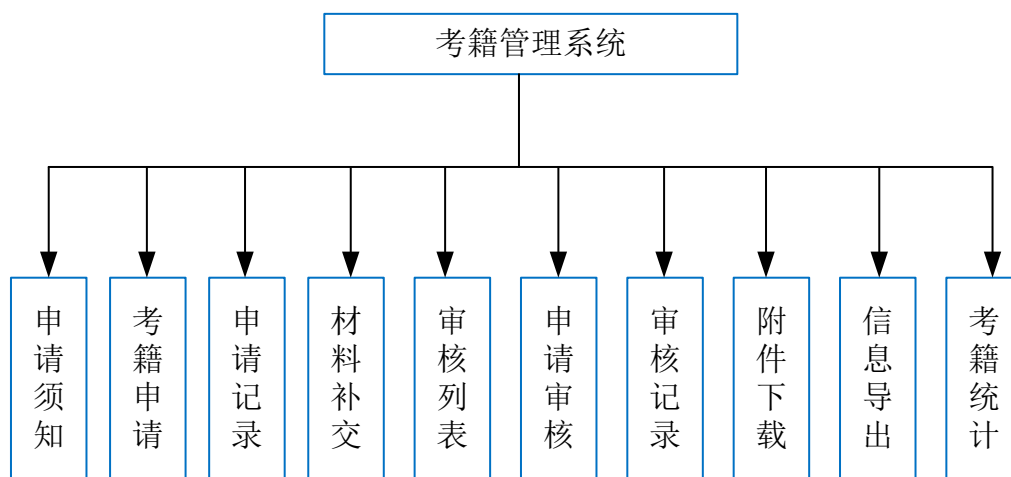 考籍管理系统
申请须知
考籍申请
申请记录
材料补交
审核列表
申请审核
审核记录
附件下载
信息导出
考籍统计